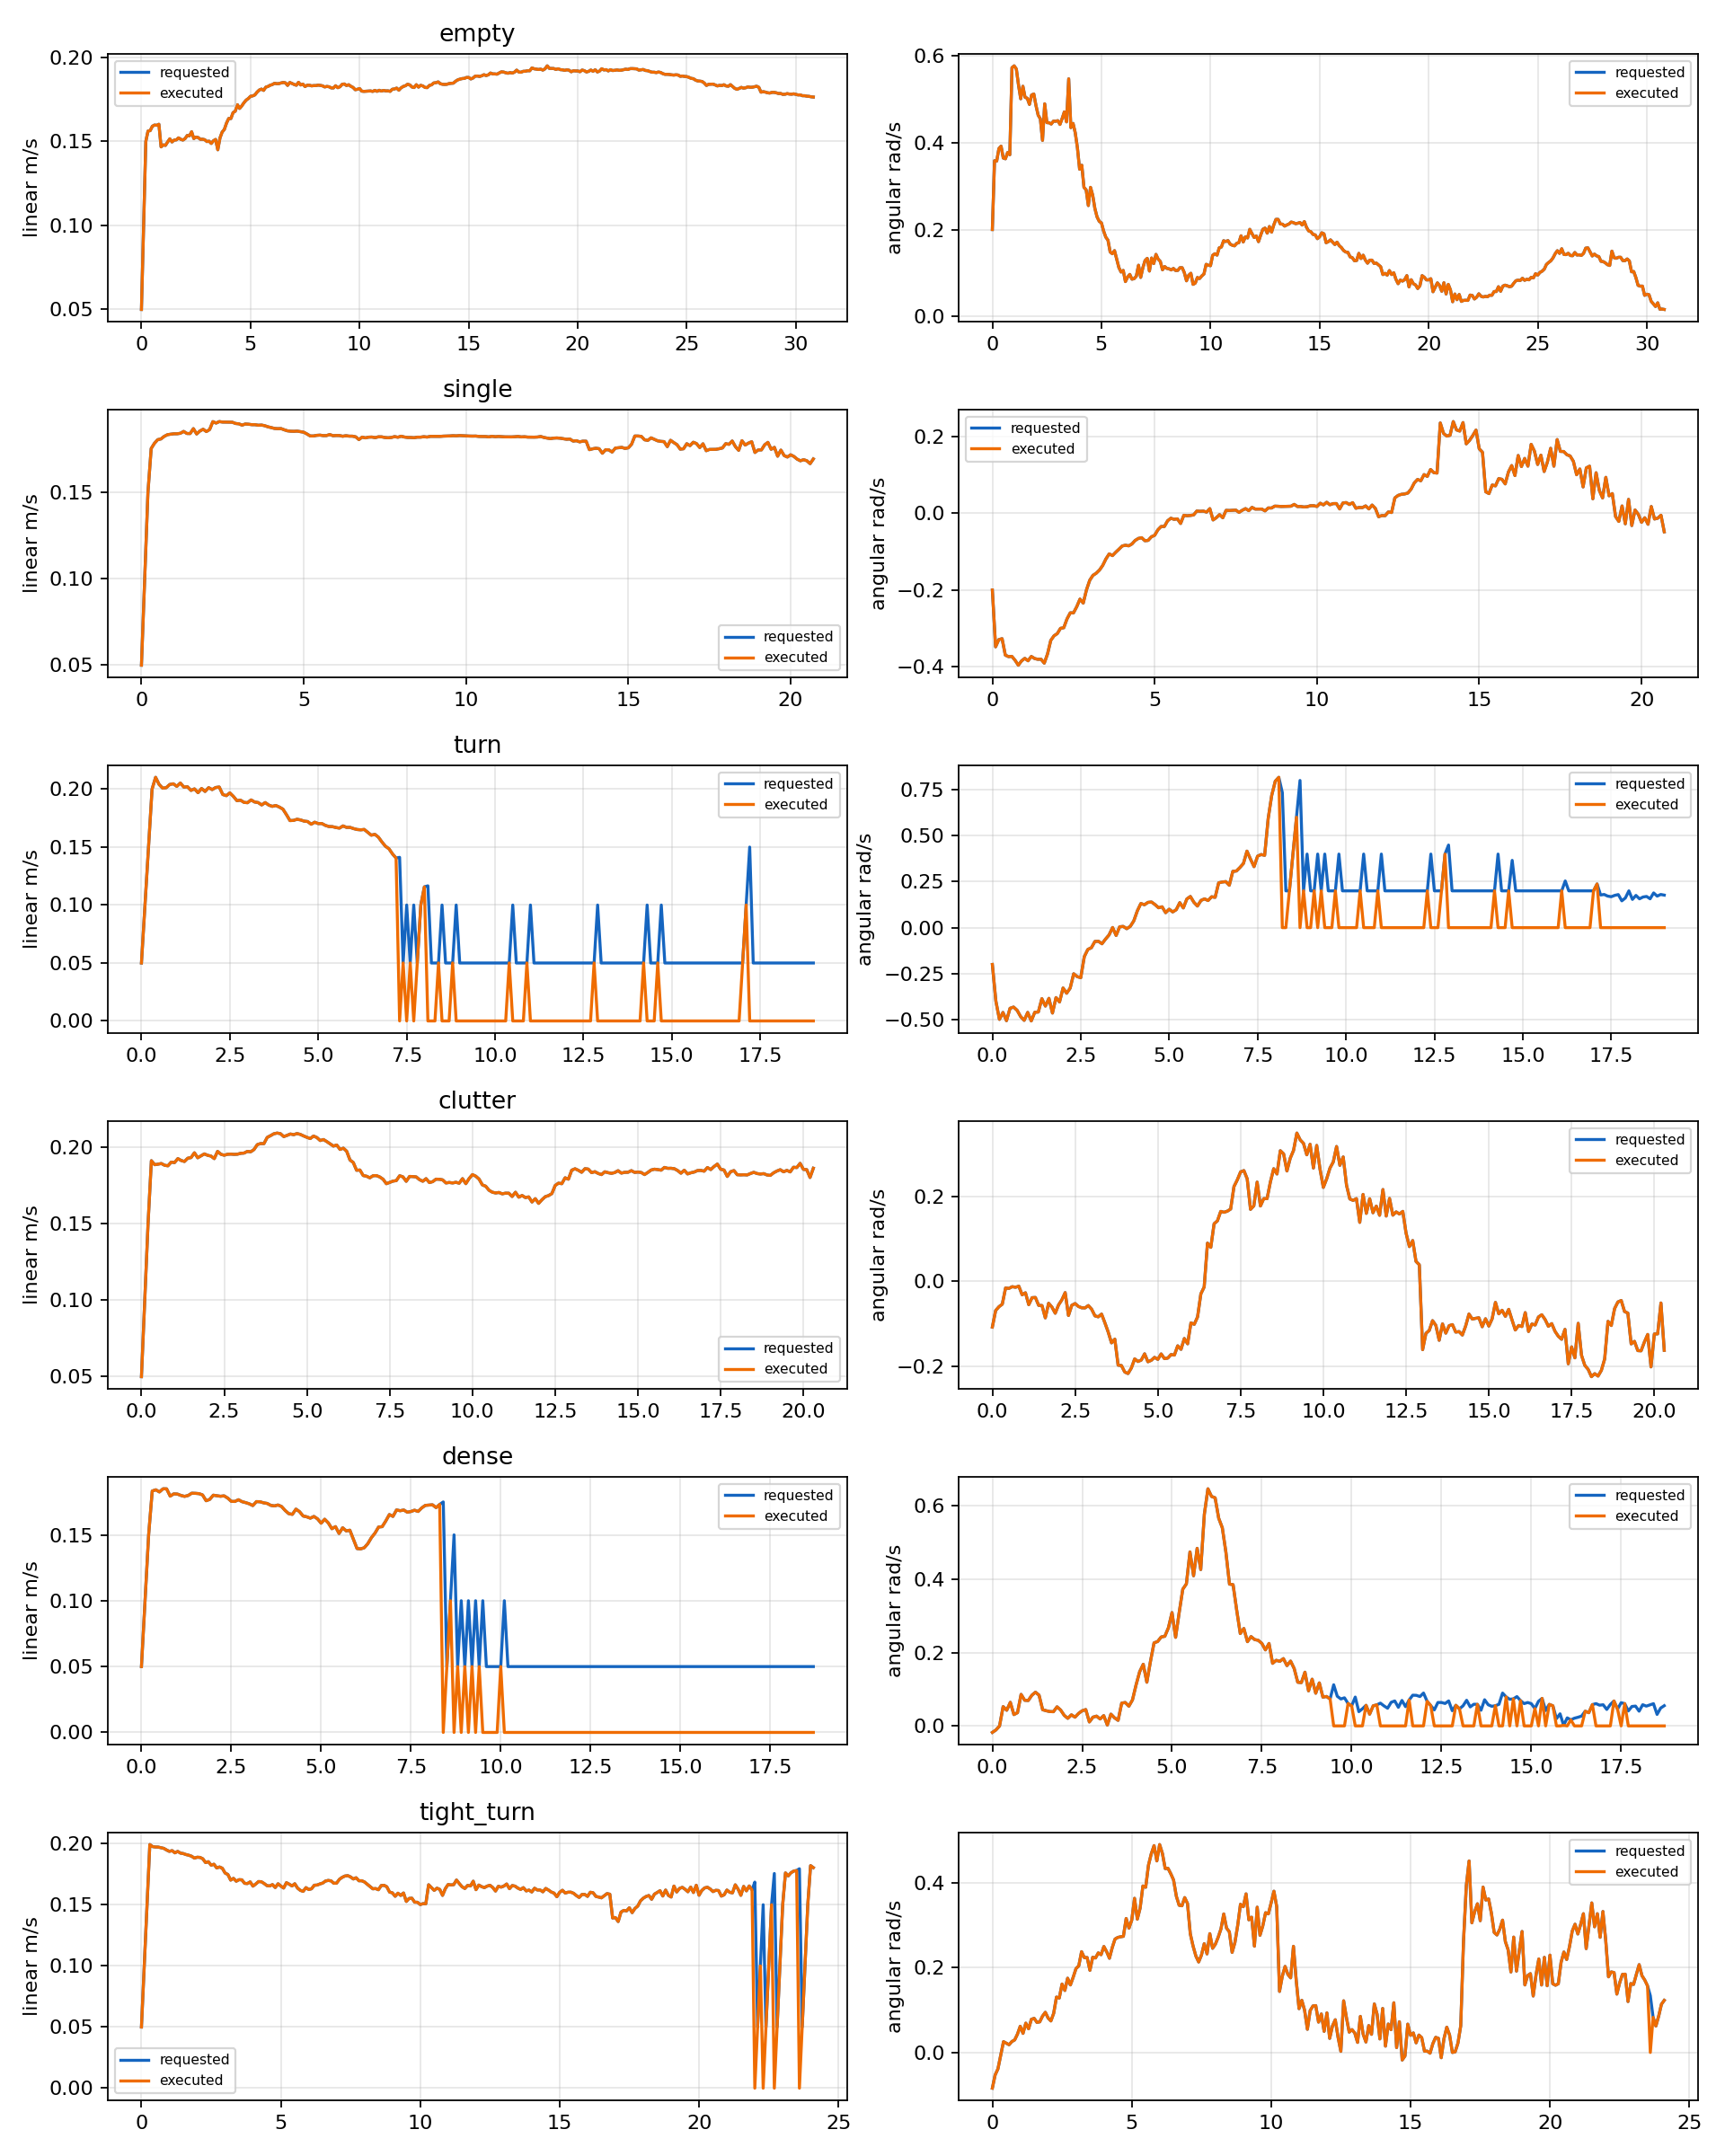 empty
linear m/s
0.20
0.15
0.10
0.05
requested
executed
0 5 10 15 20 25 30
angular rad/s
0.6
0.4
0.2
0.0
requested
executed
0 5 10 15 20 25 30
single
linear m/s
0.15
0.10
0.05
requested
executed
0 5 10 15 20
angular rad/s
0.2
0.0
−0.2
−0.4
requested
executed
0 5 10 15 20
turn
linear m/s
0.20
0.15
0.10
0.05
0.00
requested
executed
0.0 2.5 5.0 7.5 10.0 12.5 15.0 17.5
angular rad/s
0.75
0.50
0.25
0.00
−0.25
−0.50
requested
executed
0.0 2.5 5.0 7.5 10.0 12.5 15.0 17.5
clutter
linear m/s
0.20
0.15
0.10
0.05
requested
executed
0.0 2.5 5.0 7.5 10.0 12.5 15.0 17.5 20.0
angular rad/s
0.2
0.0
−0.2
requested
executed
0.0 2.5 5.0 7.5 10.0 12.5 15.0 17.5 20.0
dense
linear m/s
0.15
0.10
0.05
0.00
requested
executed
0.0 2.5 5.0 7.5 10.0 12.5 15.0 17.5
angular rad/s
0.6
0.4
0.2
0.0
requested
executed
0.0 2.5 5.0 7.5 10.0 12.5 15.0 17.5
tight_turn
linear m/s
0.20
0.15
0.10
0.05
0.00
requested
executed
0 5 10 15 20 25
angular rad/s
0.4
0.2
0.0
requested
executed
0 5 10 15 20 25